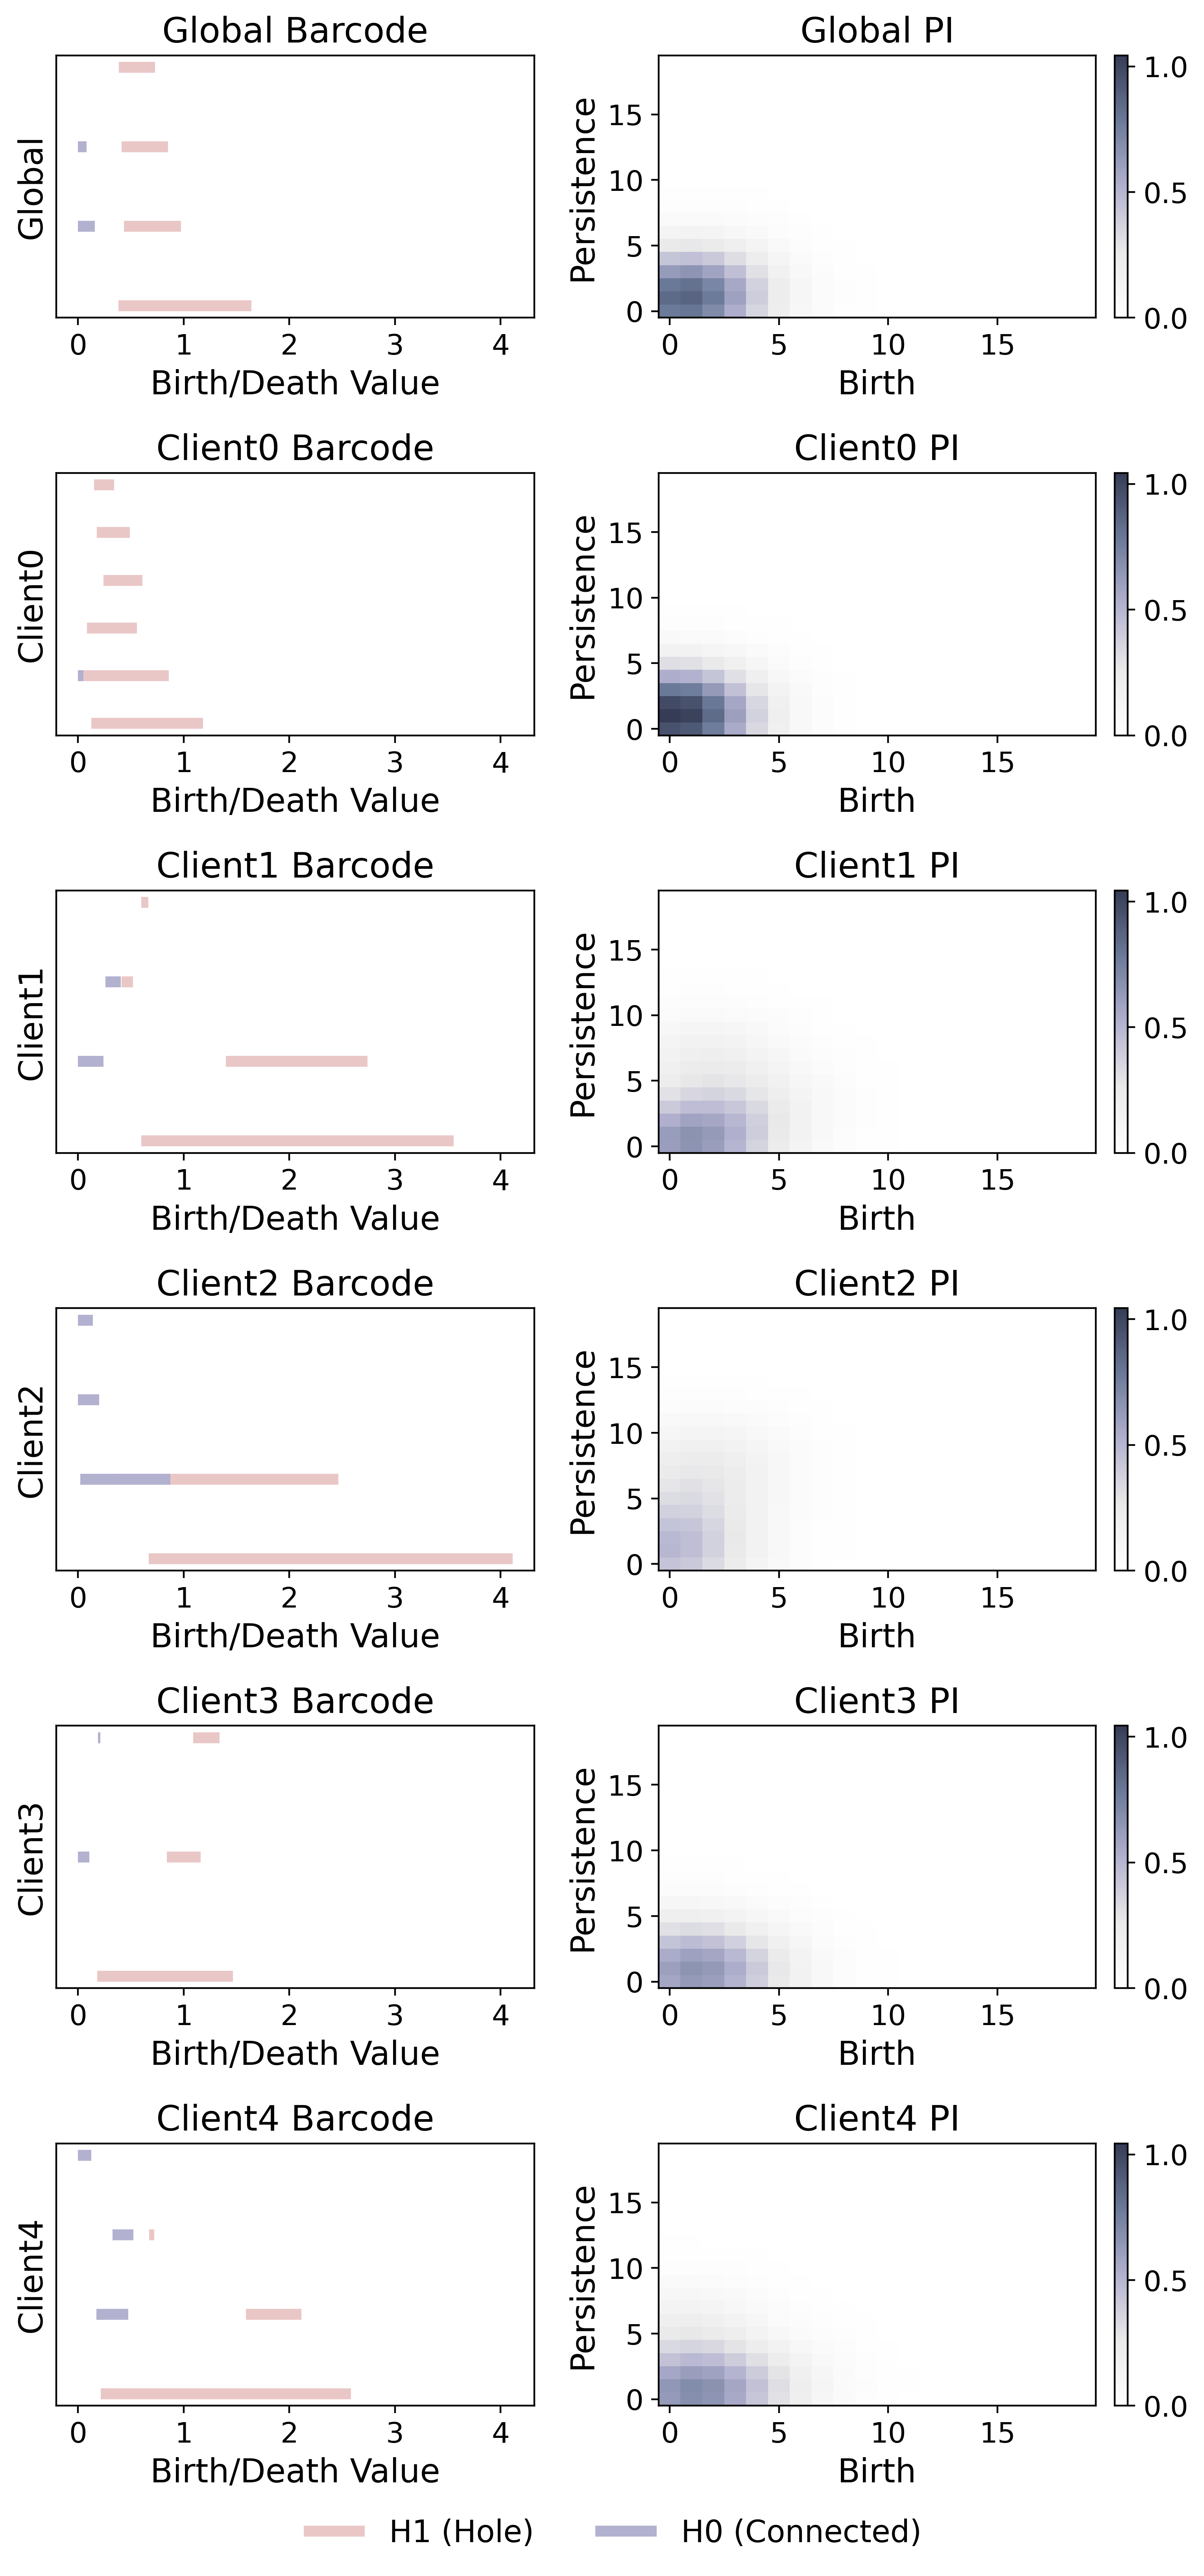 Global Barcode
Global PI
Global
Persistence
15
10
5
0
1.0
0.5
0.0
0 1 2 3 4
0 5 10 15
Birth/Death Value
Birth
Client0 Barcode
Client0 PI
Client0
Persistence
15
10
5
0
1.0
0.5
0.0
0 1 2 3 4
0 5 10 15
Birth/Death Value
Birth
Client1 Barcode
Client1 PI
Client1
Persistence
15
10
5
0
1.0
0.5
0.0
0 1 2 3 4
0 5 10 15
Birth/Death Value
Birth
Client2 Barcode
Client2 PI
Client2
Persistence
15
10
5
0
1.0
0.5
0.0
0 1 2 3 4
0 5 10 15
Birth/Death Value
Birth
Client3 Barcode
Client3 PI
Client3
Persistence
15
10
5
0
1.0
0.5
0.0
0 1 2 3 4
0 5 10 15
Birth/Death Value
Birth
Client4 Barcode
Client4 PI
Client4
Persistence
15
10
5
0
1.0
0.5
0.0
0 1 2 3 4
0 5 10 15
Birth/Death Value
Birth
H1 (Hole)
H0 (Connected)